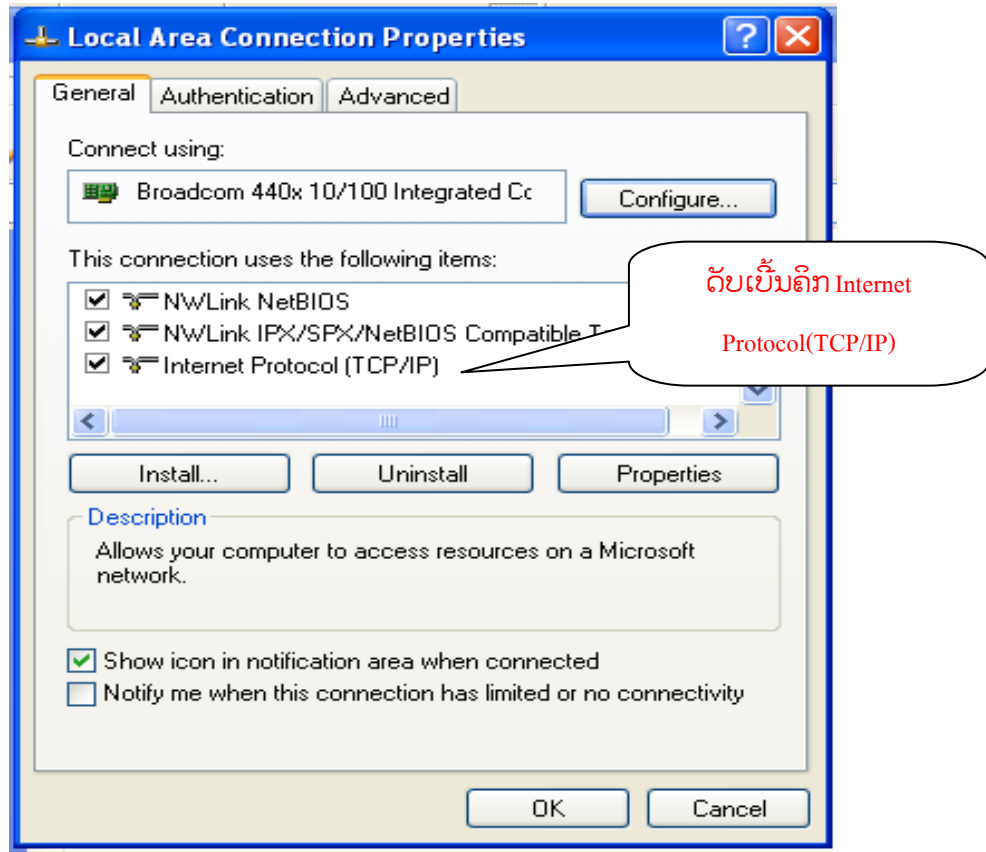 Local Area Connection Properties
General Authentication Advanced
Connect using:
Broadcom 440x 10/100 Integrated Cc
Configure...
This connection uses the following items:
NWLink NetBIOS
NWLink IPX/SPX/NetBIOS Compatible T
Internet Protocol (TCP/IP)
ດັບເບີ້ນຄິກ Internet
Protocol(TCP/IP)
Install... Uninstall Properties
Description
Allows your computer to access resources on a Microsoft
network.
Show icon in notification area when connected
Notify me when this connection has limited or no connectivity
OK Cancel